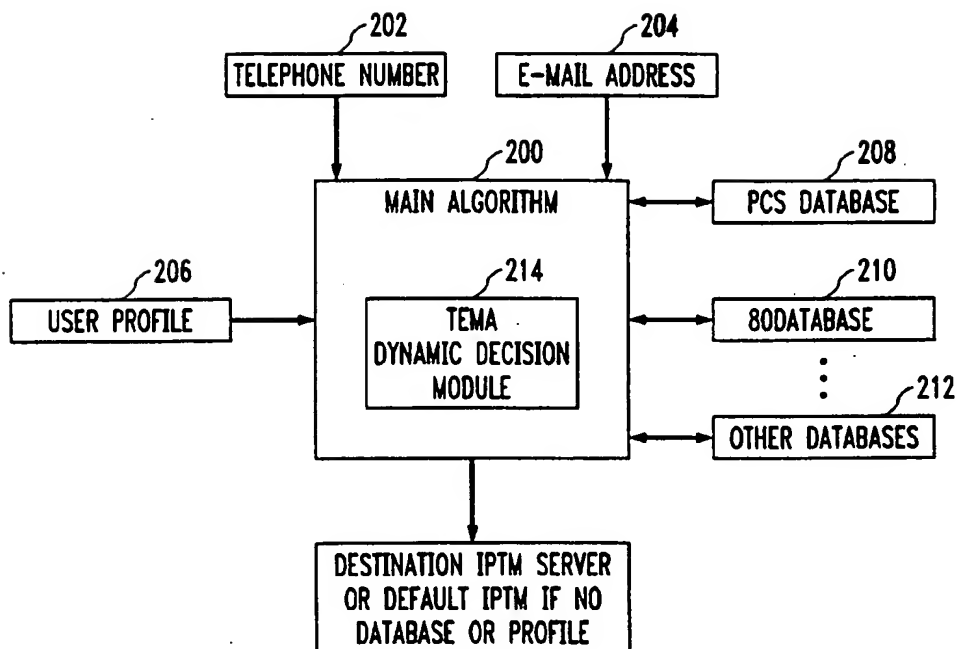 202
204
TELEPHONE NUMBER
E-MAIL ADDRESS
200
208
MAIN ALGORITHM
PCS DATABASE
206
214
210
USER PROFILE
TEMA
DYNAMIC DECISION
MODULE
80DATABASE
212
OTHER DATABASES
DESTINATION IPTM SERVER
OR DEFAULT IPTM IF NO
DATABASE OR PROFILE